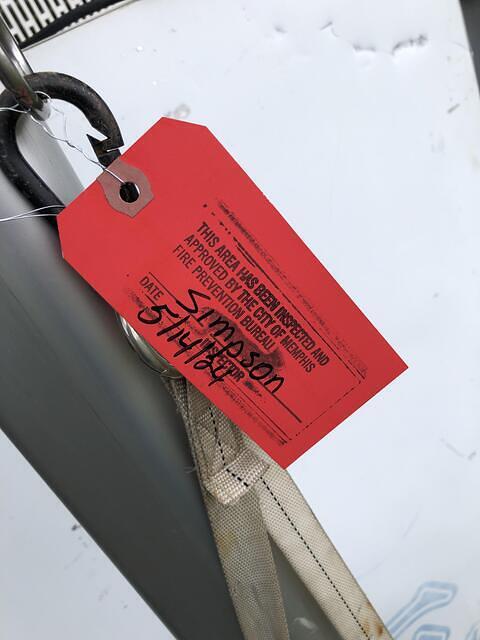 THIS AREA HAS BEEN INSPECTED AND
APPROVED BY THE CITY OF MEMPHIS
FIRE PREVENTION BUREAU
Simpson
DATE
5/14/24
INSPECTOR